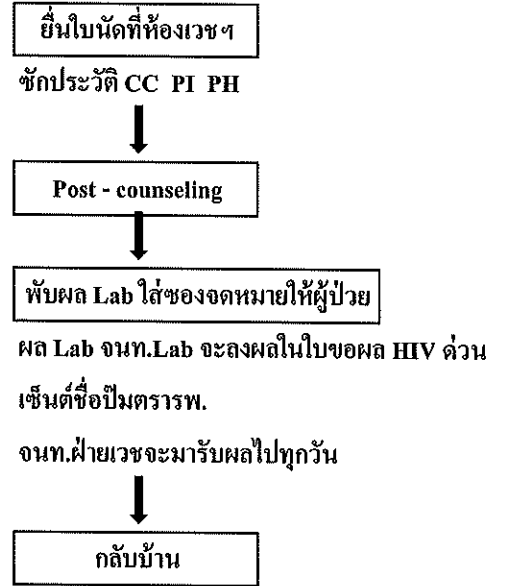 ยื่นใบนัดที่ห้องเวชฯ
ซักประวัติ CC PI PH
Post - counseling
พับผล Lab ใส่ซองจดหมายให้ผู้ป่วย
ผล Lab จนท.Lab จะลงผลในใบขอผล HIV ด่วน
เซ็นต์ชื่อปั๊มตรารพ.
จนท.ฝ่ายเวชจะมารับผลไปทุกวัน
กลับบ้าน